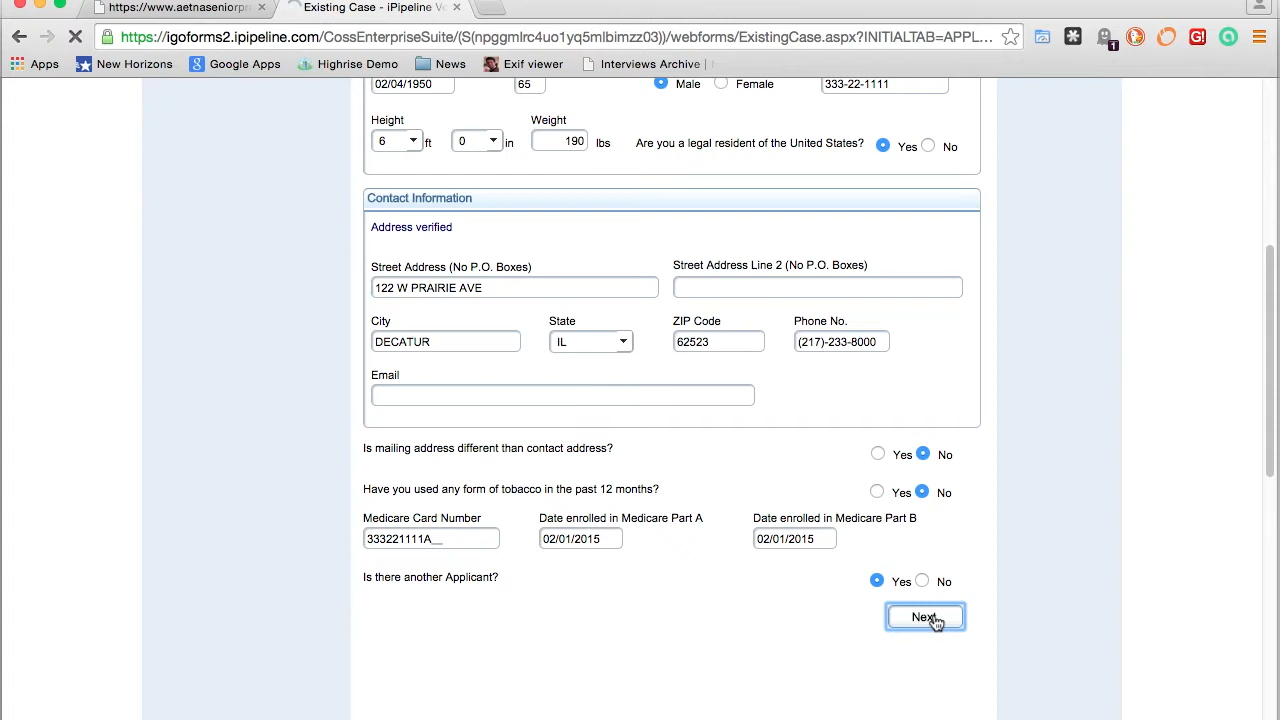 https://www.aetnaseniorpr × Existing Case - iPipeline V ×
https://igoforms2.ipipeline.com/CossEnterpriseSuite/(S(npggmlrc4uo1yq5mlbimzz03))/webforms/ExistingCase.aspx?INITIALTAB=APPL...
Apps New Horizons Google Apps Highrise Demo News Exif viewer Interviews Archive |
02/04/1950 65 Male Female 333-22-1111
Height Weight
6 ft 0 in 190 lbs Are you a legal resident of the United States? Yes No
Contact Information
Address verified
Street Address (No P.O. Boxes) Street Address Line 2 (No P.O. Boxes)
122 W PRAIRIE AVE
City State ZIP Code Phone No.
DECATUR IL 62523 (217)-233-8000
Email
Is mailing address different than contact address? Yes No
Have you used any form of tobacco in the past 12 months? Yes No
Medicare Card Number Date enrolled in Medicare Part A Date enrolled in Medicare Part B
333221111A__ 02/01/2015 02/01/2015
Is there another Applicant? Yes No
Next